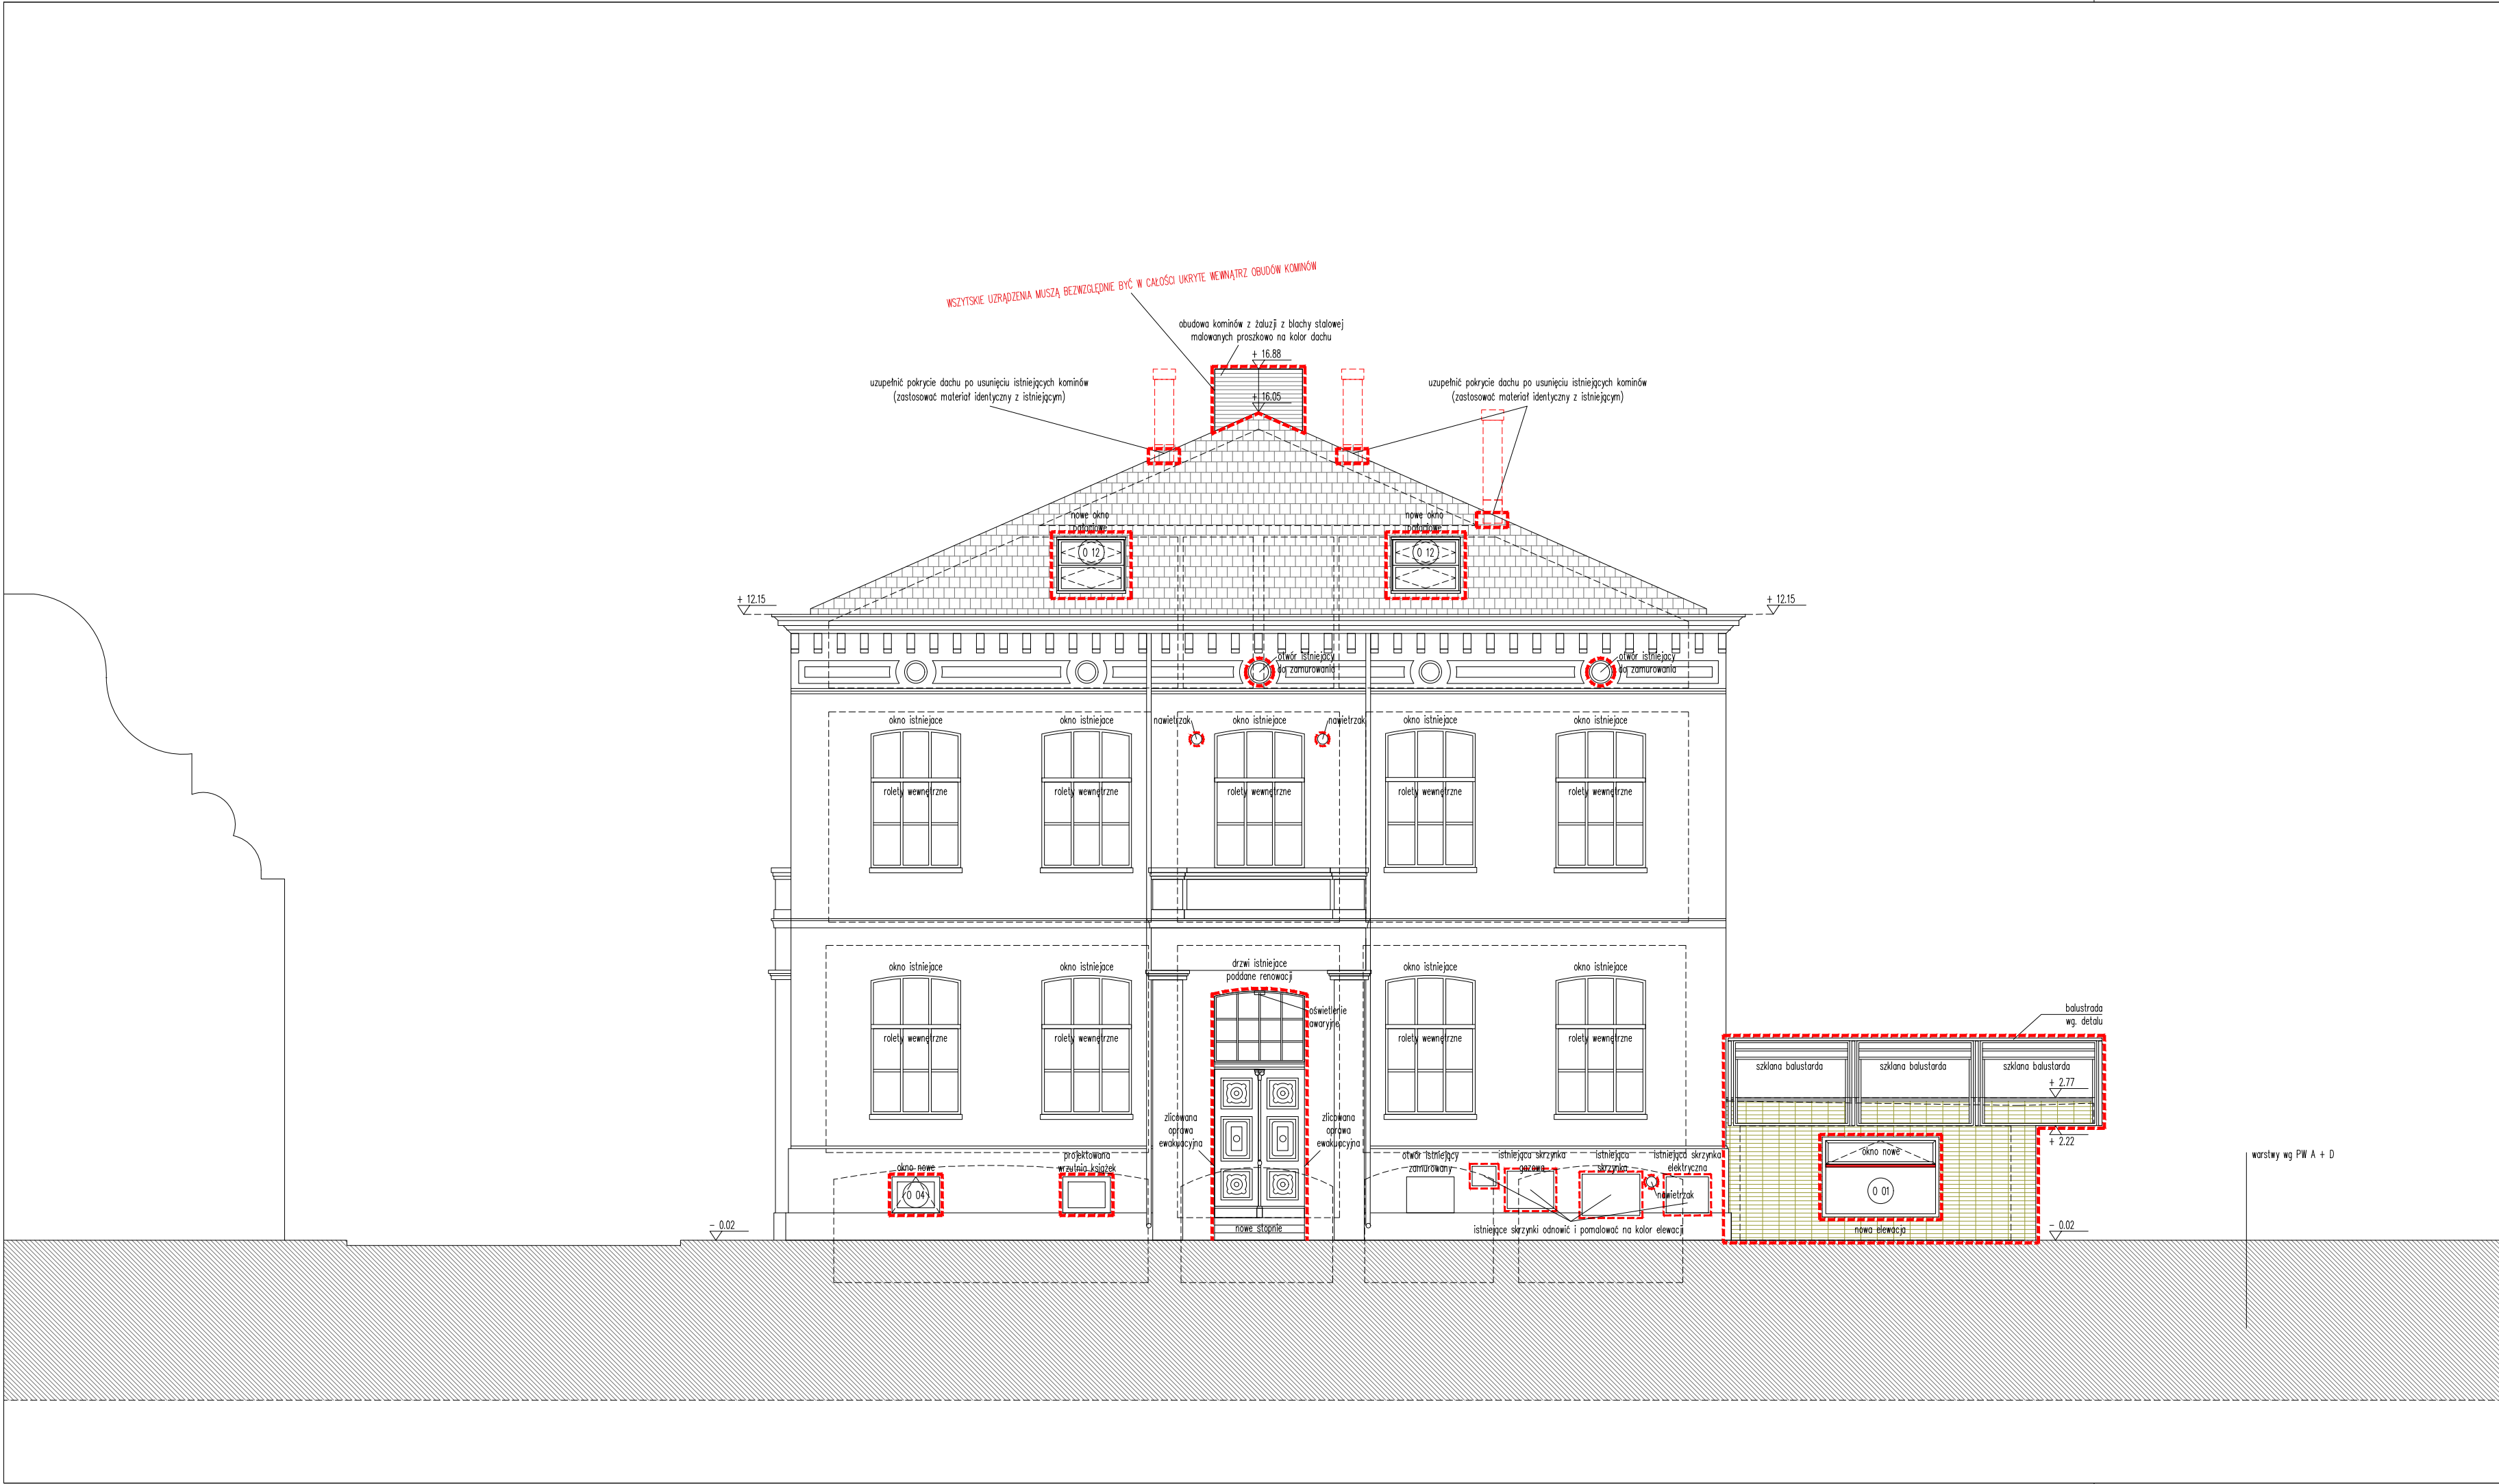 WSZYTSKIE UZRĄDZENIA MUSZĄ BEZWZGLĘDNIE BYĆ W CAŁOŚCI UKRYTE WEWNĄTRZ OBUDÓW KOMINÓW
obudowa kominów z żaluzji z blachy stalowej
malowanych proszkowo na kolor dachu
+ 16.88
uzupełnić pokrycie dachu po usunięciu istniejących kominów
(zastosować materiał identyczny z istniejącym)
+ 16.05
uzupełnić pokrycie dachu po usunięciu istniejących kominów
(zastosować materiał identyczny z istniejącym)
nowe okno
połaciowe
O 12
nowe okno
połaciowe
O 12
+ 12.15
+ 12.15
otwór istniejący
do zamurowania
otwór istniejący
do zamurowania
okno istniejace
okno istniejace
nawietrzak
okno istniejace
nawietrzak
okno istniejace
okno istniejace
rolety wewnętrzne
rolety wewnętrzne
rolety wewnętrzne
rolety wewnętrzne
rolety wewnętrzne
okno istniejace
okno istniejace
drzwi istniejace
poddane renowacji
okno istniejace
okno istniejace
oświetlenie
awaryjne
rolety wewnętrzne
rolety wewnętrzne
rolety wewnętrzne
rolety wewnętrzne
balustrada
wg. detalu
szklana balustarda
szklana balustarda
szklana balustarda
+ 2.77
+ 2.22
zlicowana
oprawa
ewakuacyjna
zlicowana
oprawa
ewakuacyjna
okno nowe
O 04
projektowana
wrzutnia książek
otwór istniejący
zamurowany
istniejąca skrzynka
gazowa
istniejąca
skrzynka
istniejąca skrzynka
elektryczna
nawietrzak
okno nowe
O 01
warstwy wg PW A + D
- 0.02
nowe stopnie
istniejące skrzynki odnowić i pomalować na kolor elewacji
nowa elewacja
- 0.02